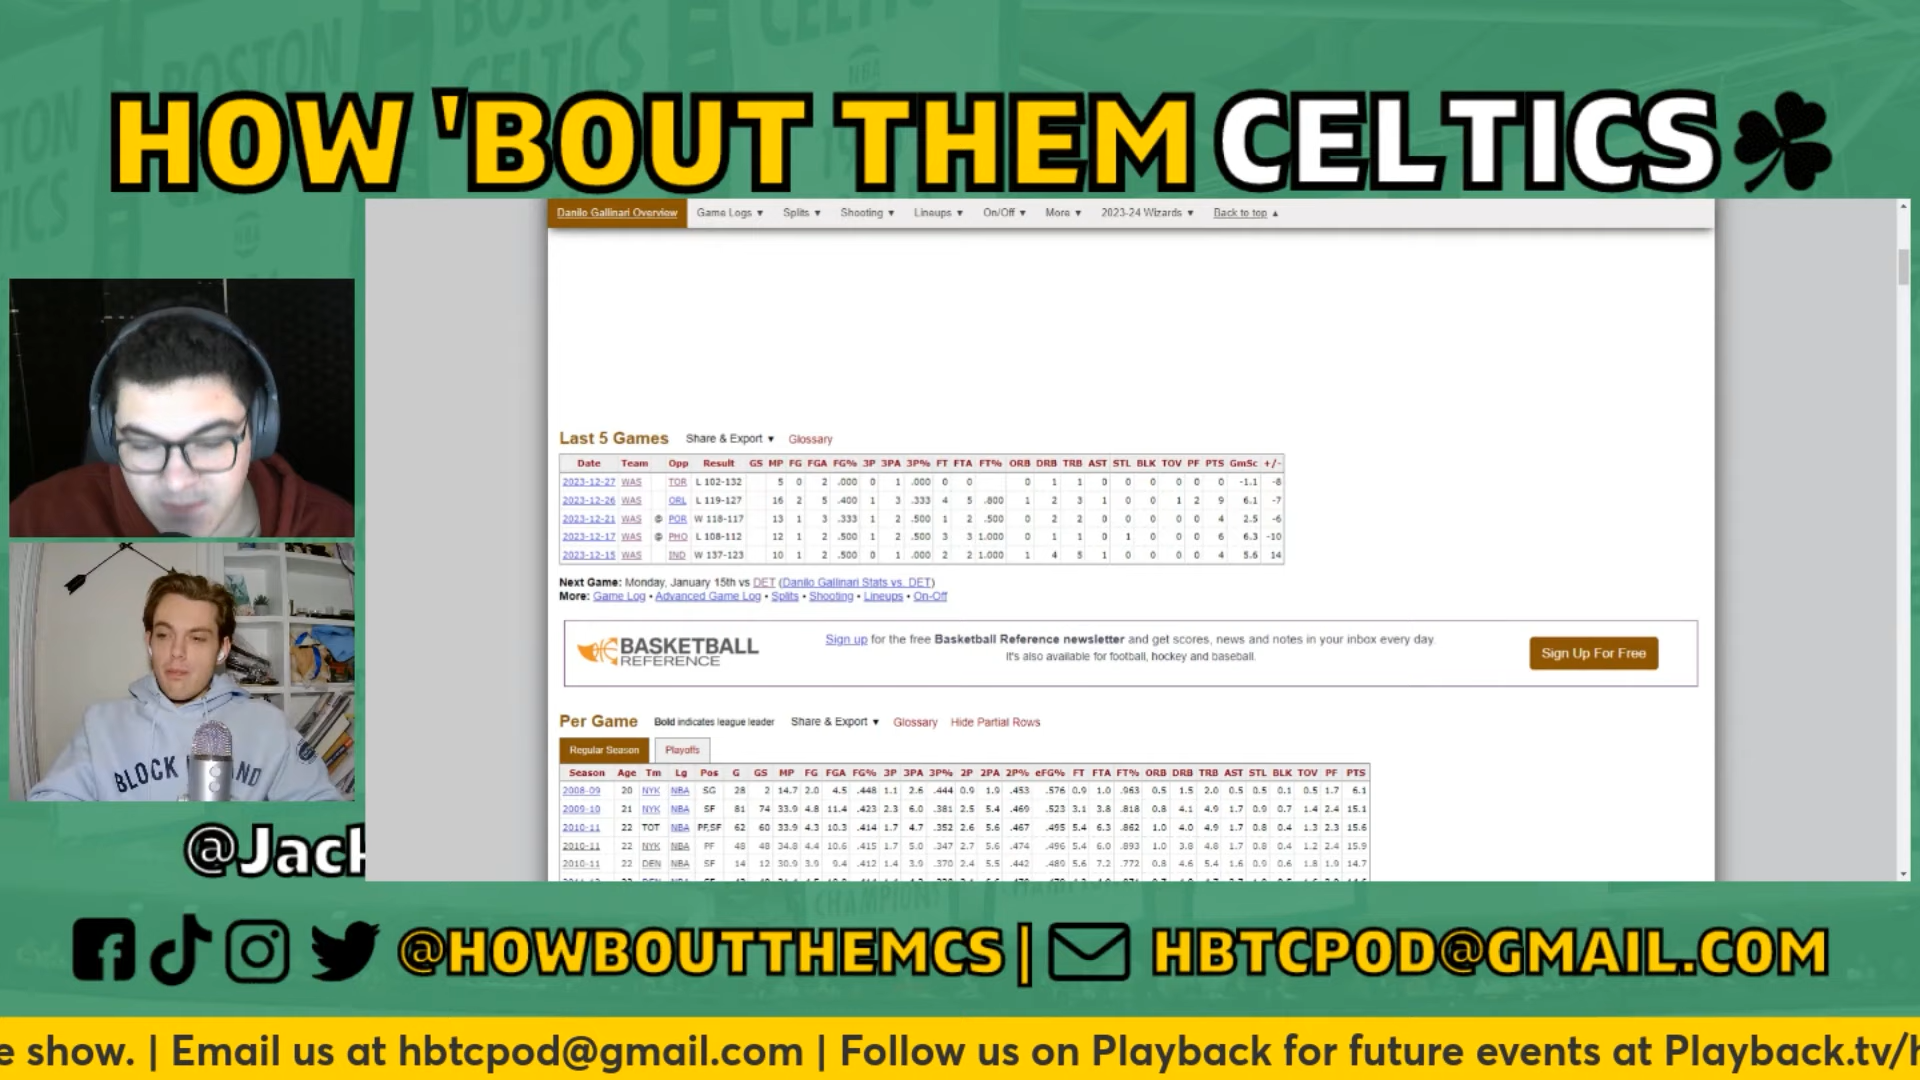 HOW 'BOUT THEM CELTICS
Danilo Gallinari Overview Game Logs ▼ Splits ▼ Shooting ▼ Lineups ▼ On/Off ▼ More ▼ 2023-24 Wizards ▼ Back to top ▲
Last 5 Games Share & Export ▼ Glossary
Date Team Opp Result GS MP FG FGA FG% 3P 3PA 3P% FT FTA FT% ORB DRB TRB AST STL BLK TOV PF PTS GmSc +/-
2023-12-27 WAS TOR L 102-132 5 0 2 .000 0 1 .000 0 0 0 1 1 0 0 0 0 0 0 -1.1 -8
2023-12-26 WAS ORL L 119-127 16 2 5 .400 1 3 .333 4 5 .800 1 2 3 1 0 0 1 2 9 6.1 -7
2023-12-21 WAS @ POR W 118-117 13 1 3 .333 1 2 .500 1 2 .500 0 2 2 0 0 0 0 0 4 2.5 -6
2023-12-17 WAS @ PHO L 108-112 12 1 2 .500 1 2 .500 3 3 1.000 0 1 1 0 1 0 0 0 6 6.3 -10
2023-12-15 WAS IND W 137-123 10 1 2 .500 0 1 .000 2 2 1.000 1 4 5 1 0 0 0 0 4 5.6 14
Next Game: Monday, January 15th vs DET (Danilo Gallinari Stats vs. DET)
More: Game Log • Advanced Game Log • Splits • Shooting • Lineups • On-Off
BASKETBALL REFERENCE
Sign up for the free Basketball Reference newsletter and get scores, news and notes in your inbox every day.
It's also available for football, hockey and baseball.
Sign Up For Free
Per Game Bold indicates league leader Share & Export ▼ Glossary Hide Partial Rows
Regular Season Playoffs
Season Age Tm Lg Pos G GS MP FG FGA FG% 3P 3PA 3P% 2P 2PA 2P% eFG% FT FTA FT% ORB DRB TRB AST STL BLK TOV PF PTS
2008-09 20 NYK NBA SG 28 2 14.7 2.0 4.5 .448 1.1 2.6 .444 0.9 1.9 .453 .576 0.9 1.0 .963 0.5 1.5 2.0 0.5 0.5 0.1 0.5 1.7 6.1
2009-10 21 NYK NBA SF 81 74 33.9 4.8 11.4 .423 2.3 6.0 .381 2.5 5.4 .469 .523 3.1 3.8 .818 0.8 4.1 4.9 1.7 0.9 0.7 1.4 2.4 15.1
2010-11 22 TOT NBA PF,SF 62 60 33.9 4.3 10.3 .414 1.7 4.7 .352 2.6 5.6 .467 .495 5.4 6.3 .862 1.0 4.0 4.9 1.7 0.8 0.4 1.3 2.3 15.6
2010-11 22 NYK NBA PF 48 48 34.8 4.4 10.6 .415 1.7 5.0 .347 2.7 5.6 .474 .496 5.4 6.0 .893 1.0 3.8 4.8 1.7 0.8 0.4 1.2 2.4 15.9
2010-11 22 DEN NBA SF 14 12 30.9 3.9 9.4 .412 1.4 3.9 .370 2.4 5.5 .442 .489 5.6 7.2 .772 0.8 4.6 5.4 1.6 0.9 0.6 1.8 1.9 14.7
BLOCK
@Jack
@HOWBOUTTHEMCS | HBTCPOD@GMAIL.COM
e show. | Email us at hbtcpod@gmail.com | Follow us on Playback for future events at Playback.tv/h